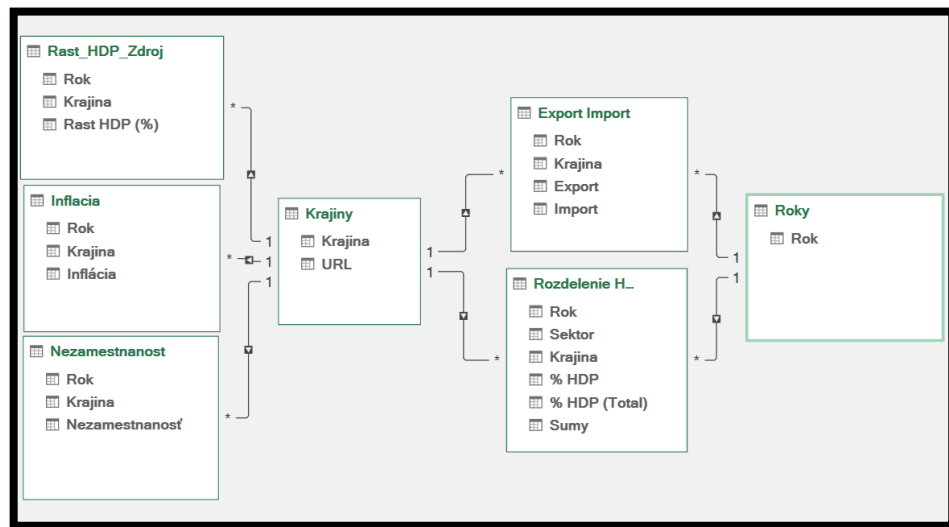 Rast_HDP_Zdroj
Rok
Krajina
Rast HDP (%)
Inflacia
Rok
Krajina
Inflácia
Nezamestnanost
Rok
Krajina
Nezamestnanosť
Krajiny
Krajina
URL
Export Import
Rok
Krajina
Export
Import
Rozdelenie H...
Rok
Sektor
Krajina
% HDP
% HDP (Total)
Sumy
Roky
Rok
*
1
*
1
*
1
1
*
1
*
*
1
*
1